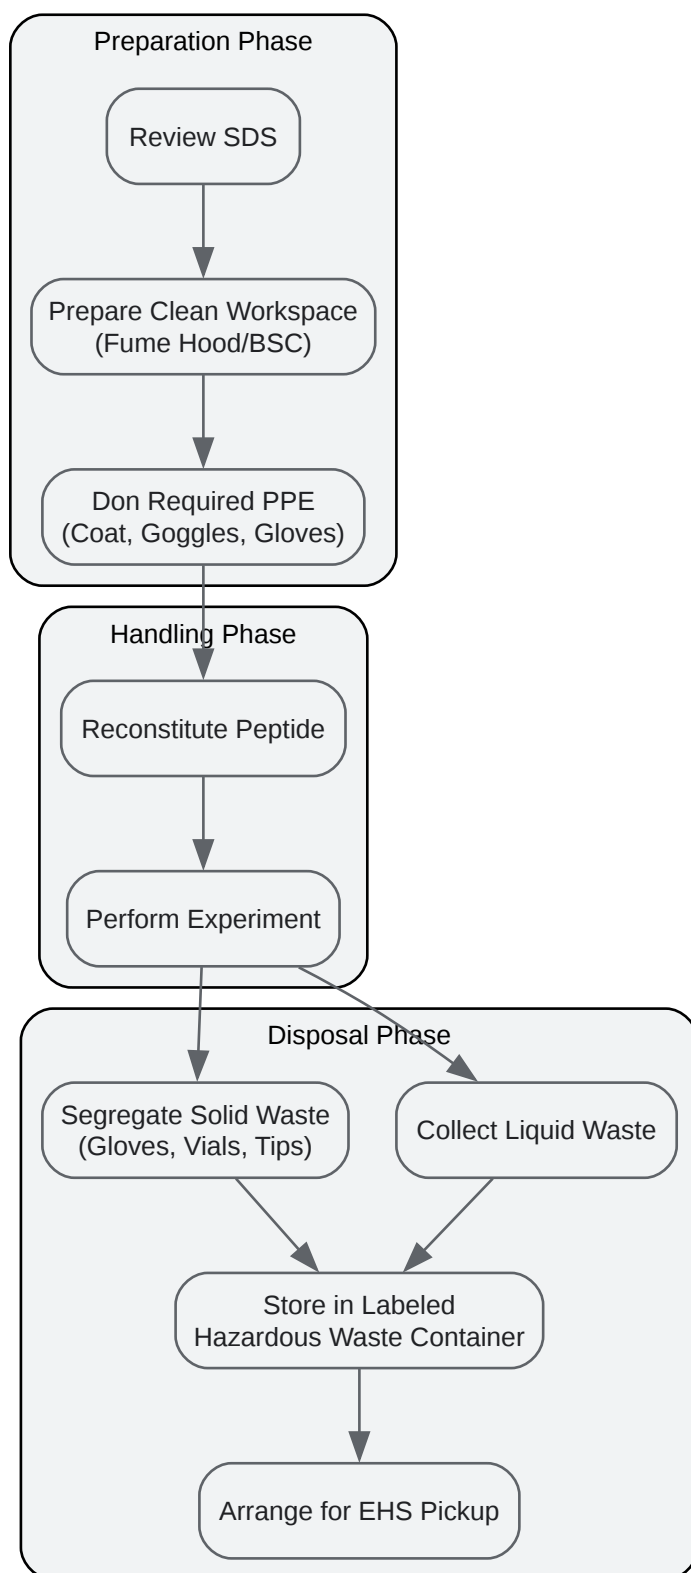 Preparation Phase
Review SDS
Prepare Clean Workspace
(Fume Hood/BSC)
Don Required PPE
(Coat, Goggles, Gloves)
Handling Phase
Reconstitute Peptide
Perform Experiment
Disposal Phase
Segregate Solid Waste
(Gloves, Vials, Tips)
Collect Liquid Waste
Store in Labeled
Hazardous Waste Container
Arrange for EHS Pickup